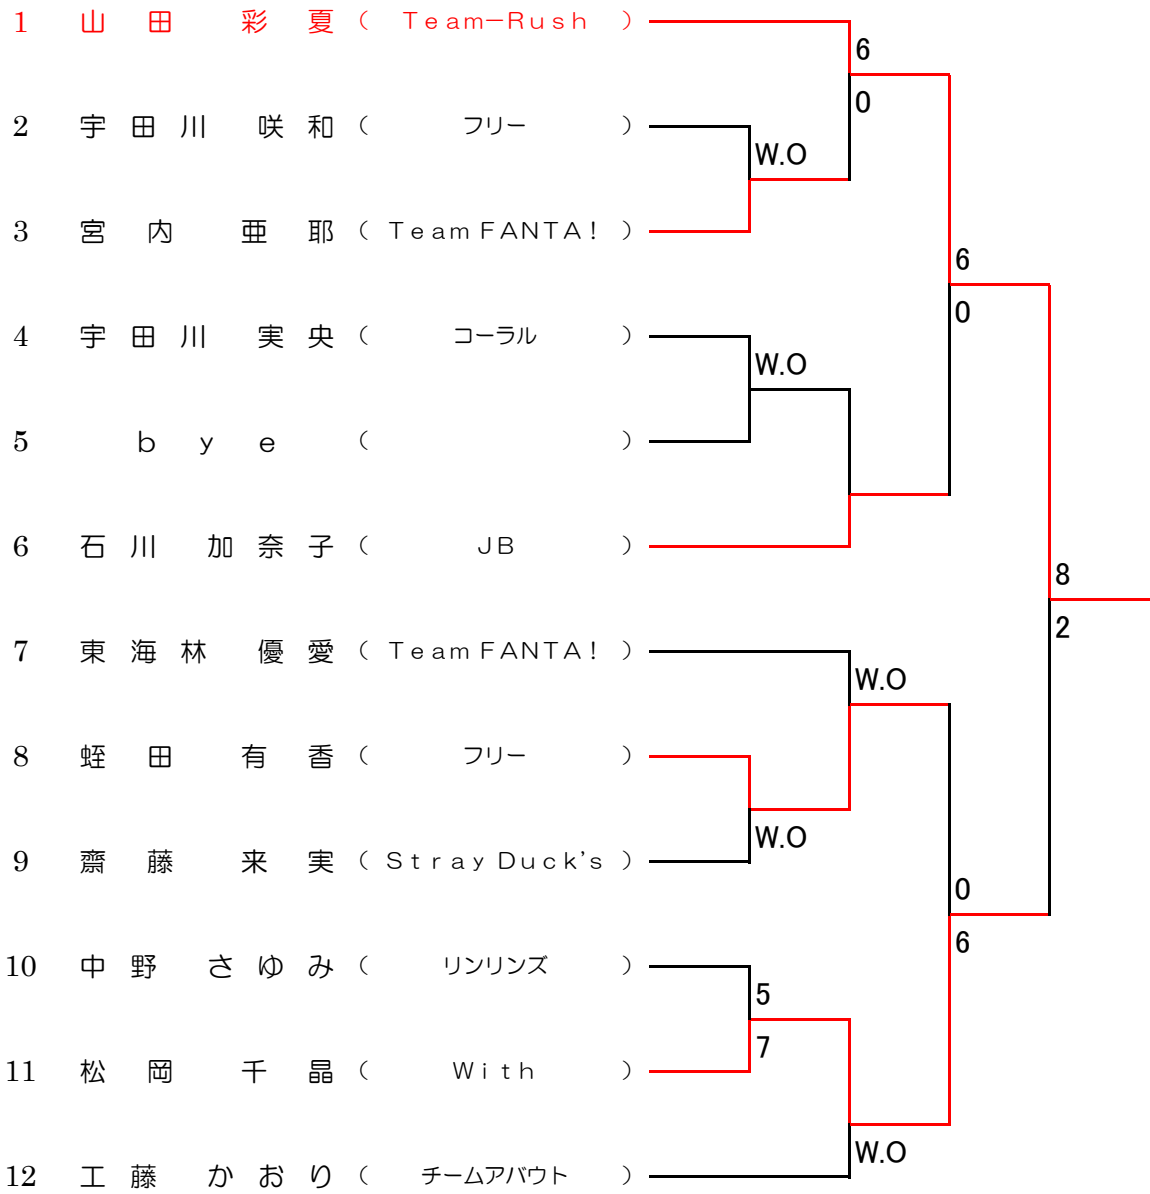 1 山田 彩夏 ( Team-Rush )
6
0
2 宇田川 咲和 ( フリー )
W.O
3 宮内 亜耶 ( Team FANTA! )
6
0
4 宇田川 実央 ( コーラル )
W.O
5 bye ( )
6 石川 加奈子 ( JB )
8
2
7 東海林 優愛 ( Team FANTA! )
W.O
8 蛭田 有香 ( フリー )
W.O
9 齋藤 来実 ( Stray Duck's )
0
6
10 中野 さゆみ ( リンリンズ )
5
7
11 松岡 千晶 ( With )
W.O
12 工藤 かおり ( チームアバウト )